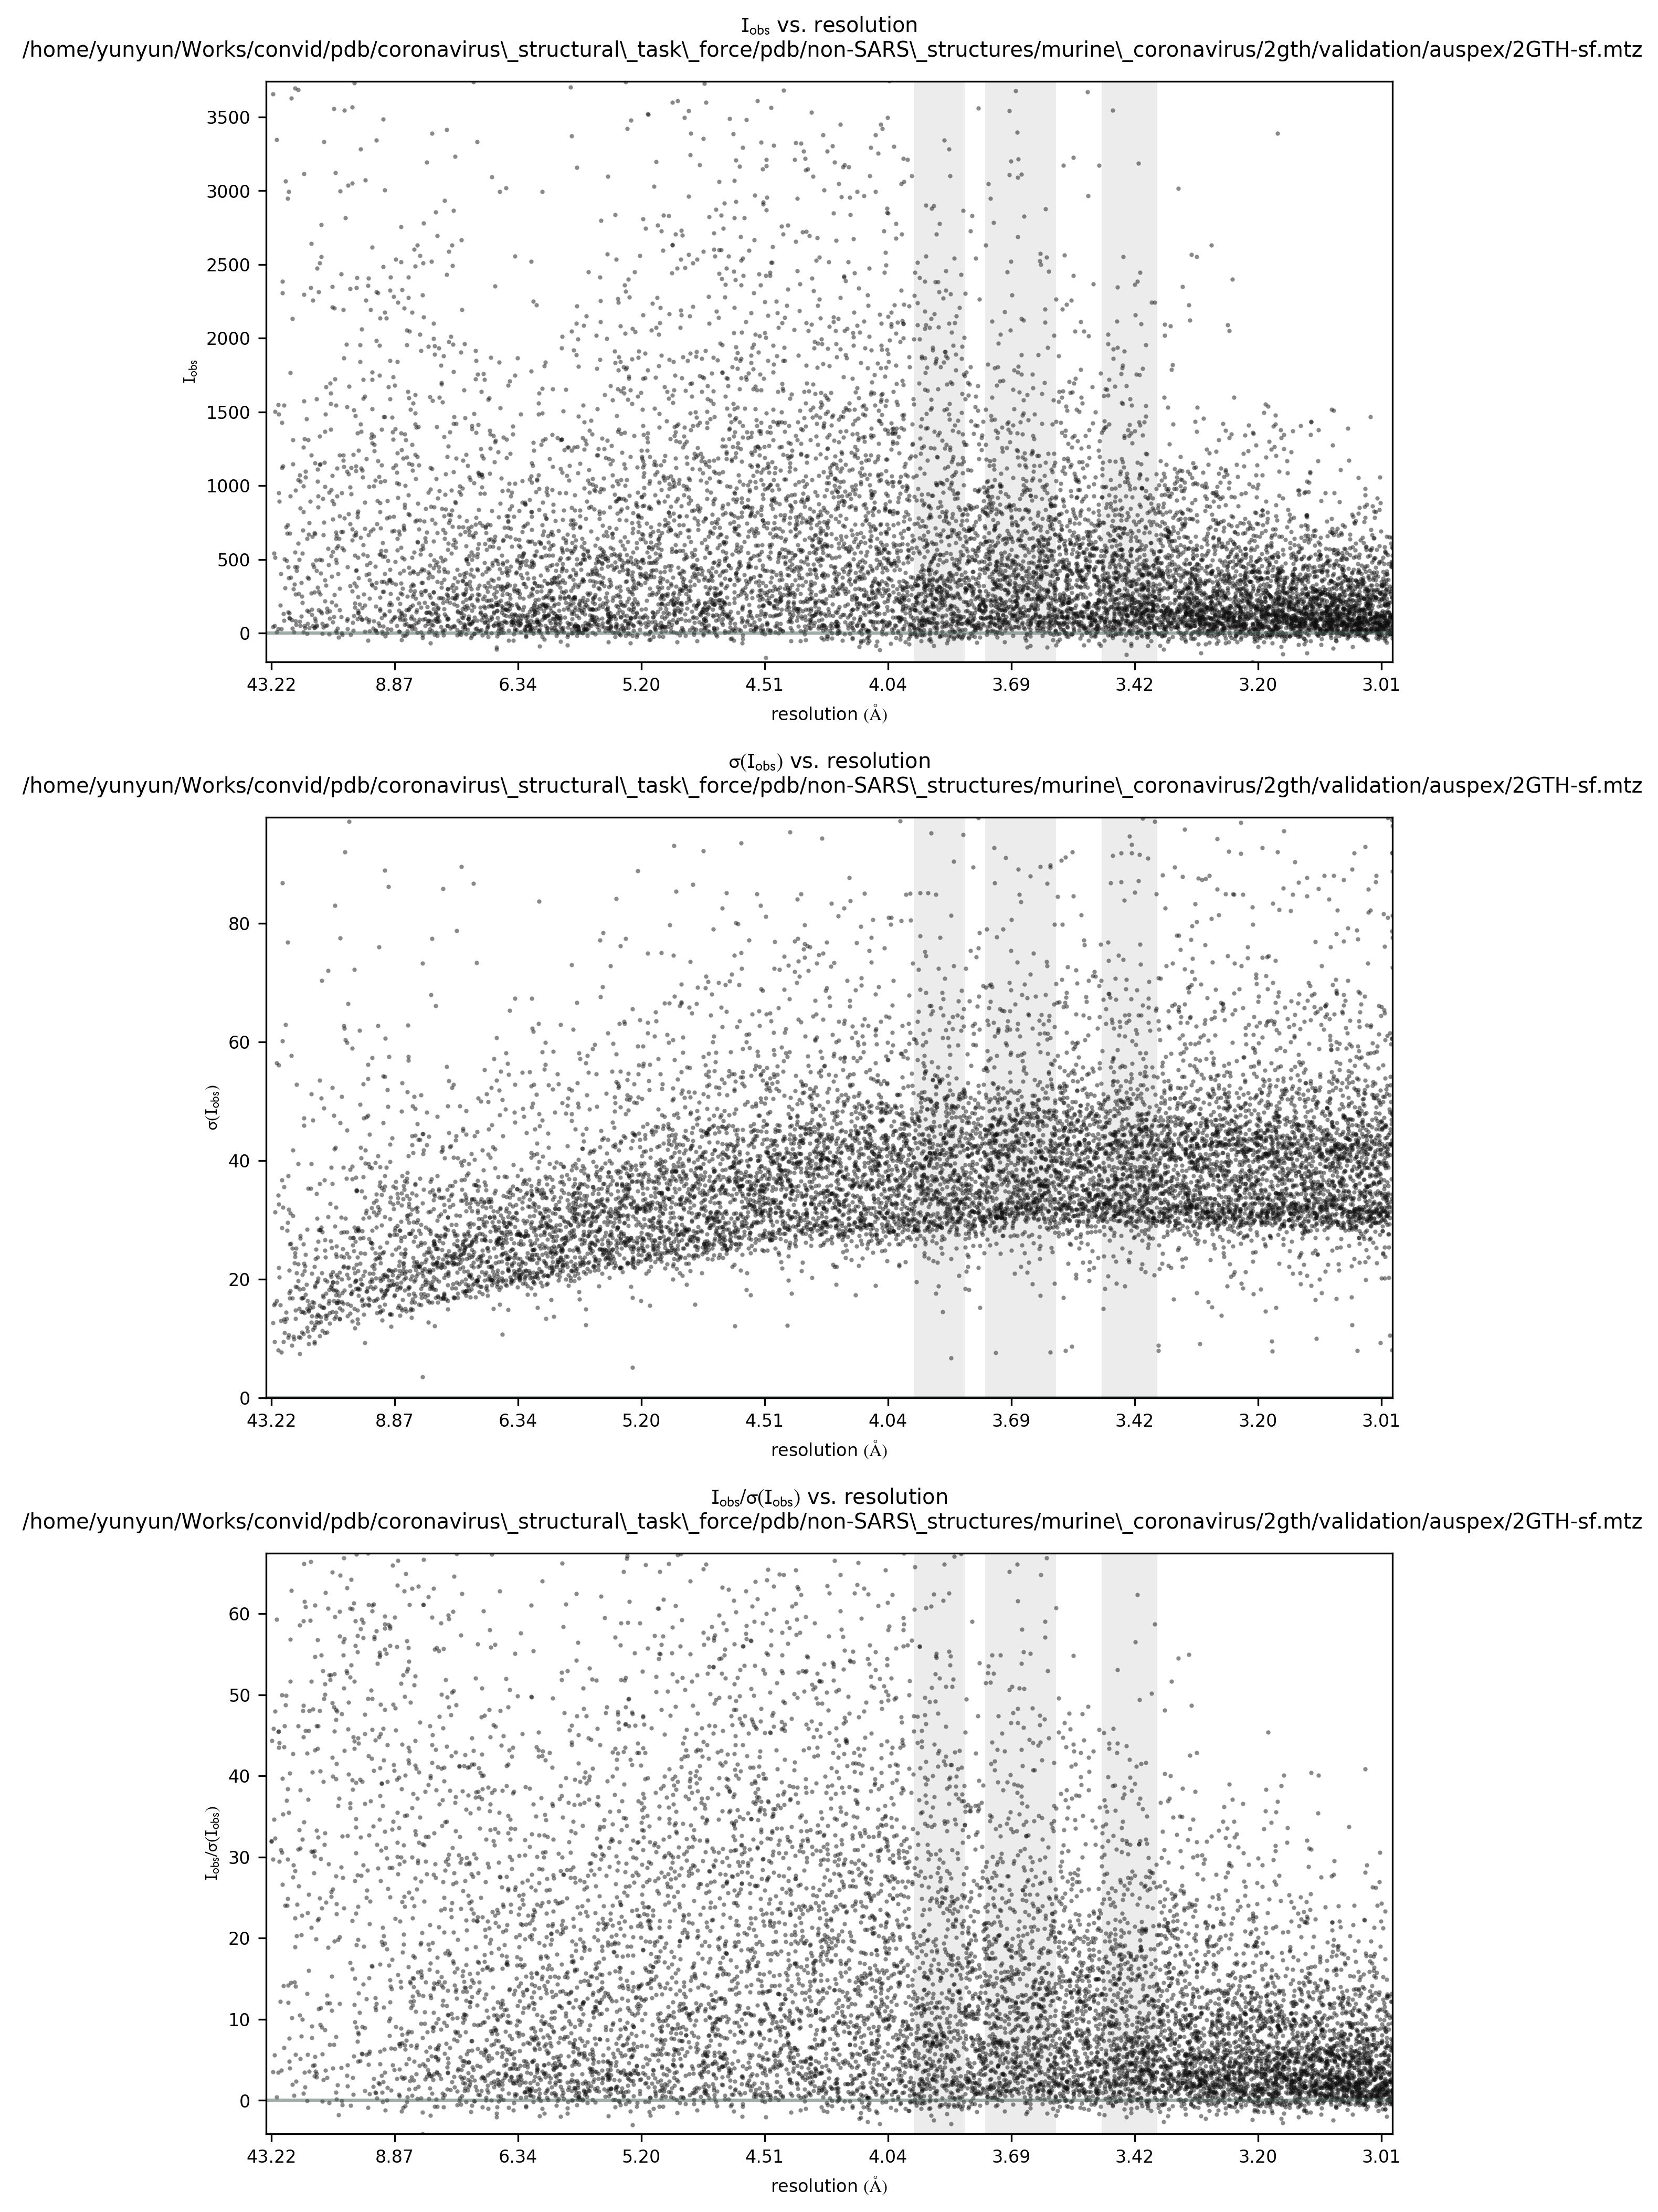 I_obs vs. resolution
/home/yunyun/Works/convid/pdb/coronavirus\_structural\_task\_force/pdb/non-SARS\_structures/murine\_coronavirus/2gth/validation/auspex/2GTH-sf.mtz
3500
3000
2500
2000
1500
1000
500
0
I_obs
43.22 8.87 6.34 5.20 4.51 4.04 3.69 3.42 3.20 3.01
resolution (Å)
σ(I_obs) vs. resolution
/home/yunyun/Works/convid/pdb/coronavirus\_structural\_task\_force/pdb/non-SARS\_structures/murine\_coronavirus/2gth/validation/auspex/2GTH-sf.mtz
80
60
40
20
0
σ(I_obs)
43.22 8.87 6.34 5.20 4.51 4.04 3.69 3.42 3.20 3.01
resolution (Å)
I_obs/σ(I_obs) vs. resolution
/home/yunyun/Works/convid/pdb/coronavirus\_structural\_task\_force/pdb/non-SARS\_structures/murine\_coronavirus/2gth/validation/auspex/2GTH-sf.mtz
60
50
40
30
20
10
0
I_obs/σ(I_obs)
43.22 8.87 6.34 5.20 4.51 4.04 3.69 3.42 3.20 3.01
resolution (Å)